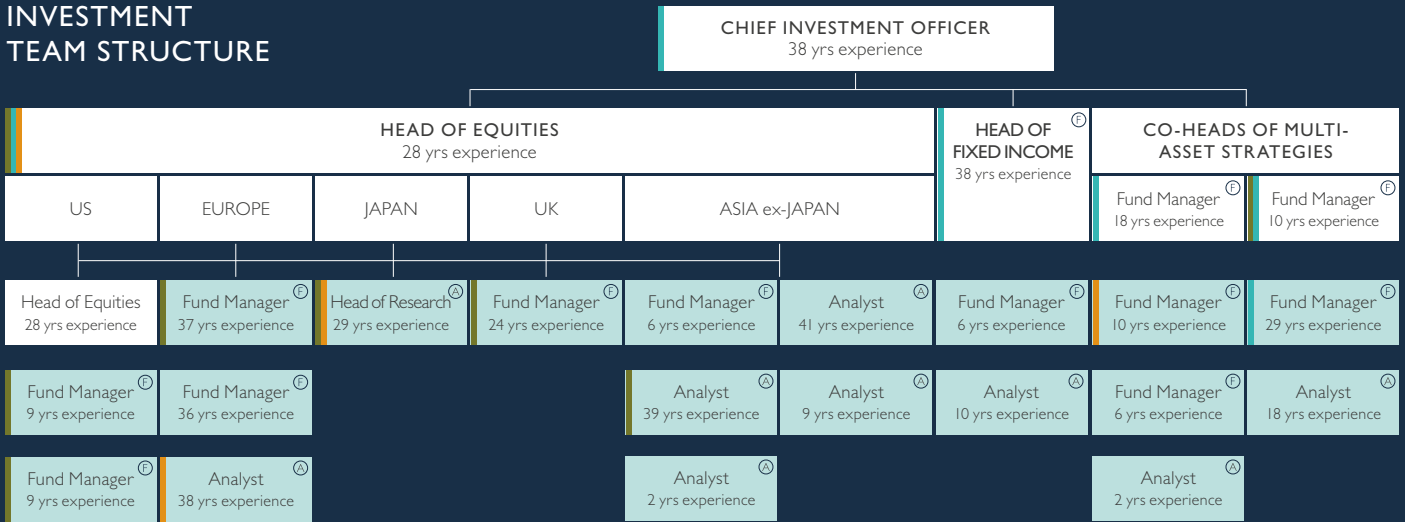 INVESTMENT
TEAM STRUCTURE
CHIEF INVESTMENT OFFICER
38 yrs experience
HEAD OF EQUITIES
28 yrs experience
HEAD OF Ⓕ
FIXED INCOME
38 yrs experience
CO-HEADS OF MULTI-
ASSET STRATEGIES
US
EUROPE
JAPAN
UK
ASIA ex-JAPAN
Fund Manager Ⓕ
18 yrs experience
Fund Manager Ⓕ
10 yrs experience
Head of Equities
28 yrs experience
Fund Manager Ⓕ
37 yrs experience
Head of Research Ⓐ
29 yrs experience
Fund Manager Ⓕ
24 yrs experience
Fund Manager Ⓕ
6 yrs experience
Analyst Ⓐ
41 yrs experience
Fund Manager Ⓕ
6 yrs experience
Fund Manager Ⓕ
10 yrs experience
Fund Manager Ⓕ
29 yrs experience
Fund Manager Ⓕ
9 yrs experience
Fund Manager Ⓕ
36 yrs experience
Analyst Ⓐ
39 yrs experience
Analyst Ⓐ
9 yrs experience
Analyst Ⓐ
10 yrs experience
Fund Manager Ⓕ
6 yrs experience
Analyst Ⓐ
18 yrs experience
Fund Manager Ⓕ
9 yrs experience
Analyst Ⓐ
38 yrs experience
Analyst Ⓐ
2 yrs experience
Analyst Ⓐ
2 yrs experience